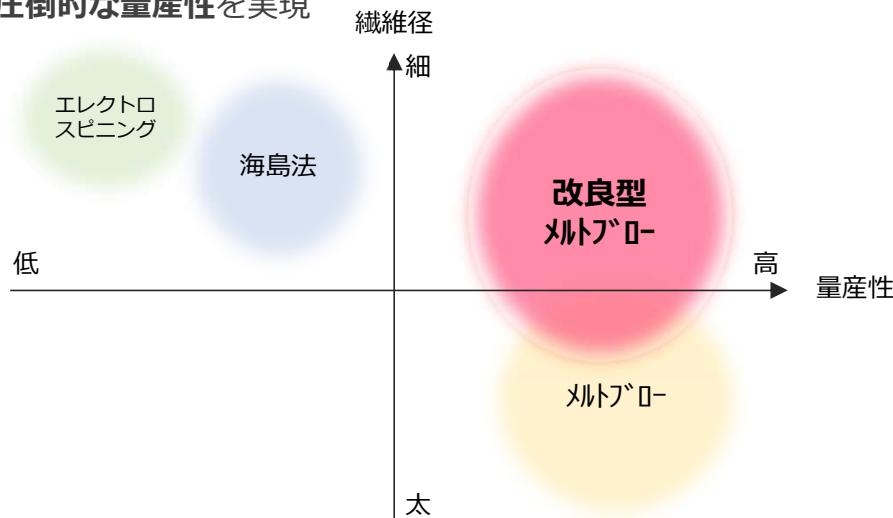 圧倒的な量産性を実現
繊維径
細
エレクトロ
スピニング
海島法
改良型
ﾒﾙﾄﾌﾞﾛｰ
低
高
量産性
ﾒﾙﾄﾌﾞﾛｰ
太